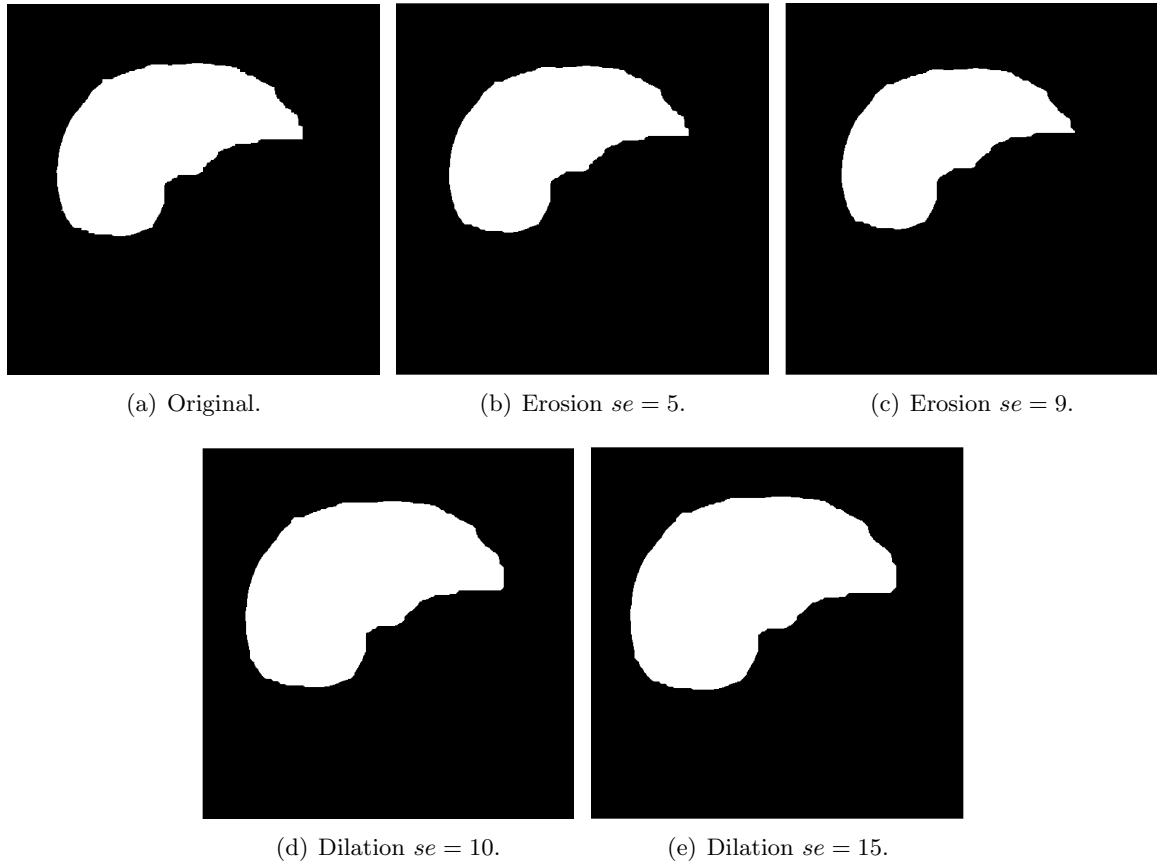 (a) Original.
(b) Erosion se = 5.
(c) Erosion se = 9.
(d) Dilation se = 10.
(e) Dilation se = 15.